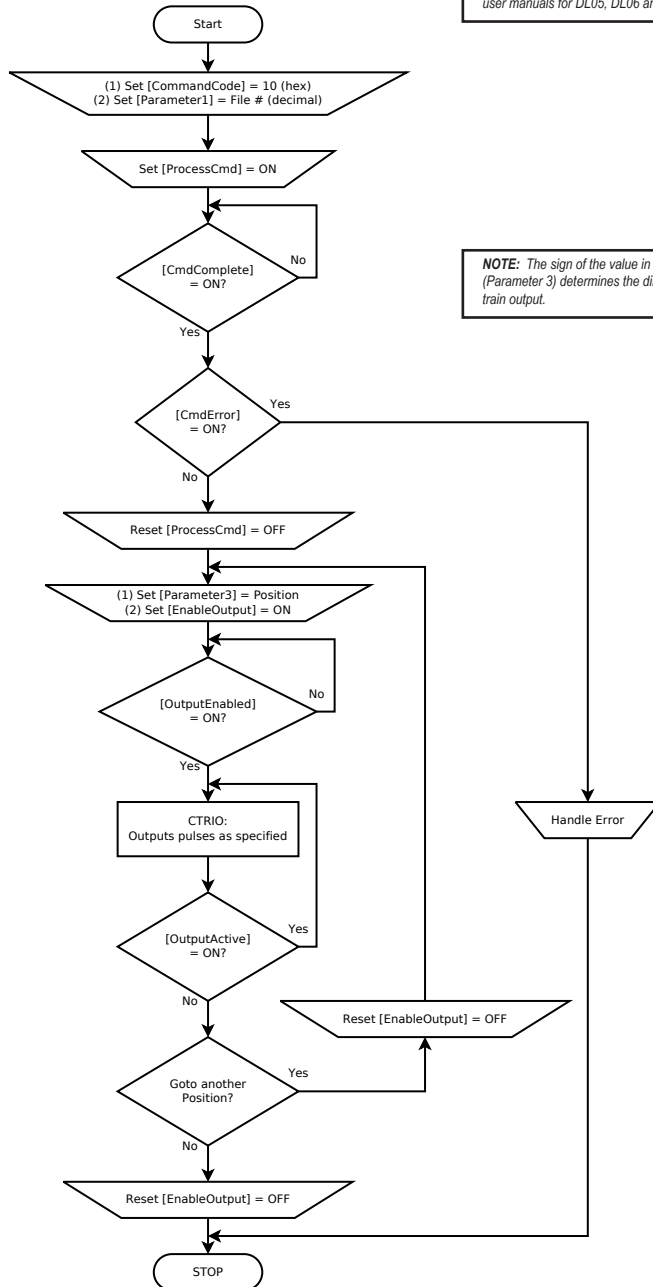 user manuals for DL05, DL06 an
Start
(1) Set [CommandCode] = 10 (hex)
(2) Set [Parameter1] = File # (decimal)
Set [ProcessCmd] = ON
[CmdComplete]
= ON?
No
Yes
NOTE: The sign of the value in
(Parameter 3) determines the di
train output.
[CmdError]
= ON?
Yes
No
Reset [ProcessCmd] = OFF
(1) Set [Parameter3] = Position
(2) Set [EnableOutput] = ON
[OutputEnabled]
= ON?
No
Yes
CTRIO:
Outputs pulses as specified
Handle Error
[OutputActive]
= ON?
Yes
No
Reset [EnableOutput] = OFF
Goto another
Position?
Yes
No
Reset [EnableOutput] = OFF
STOP